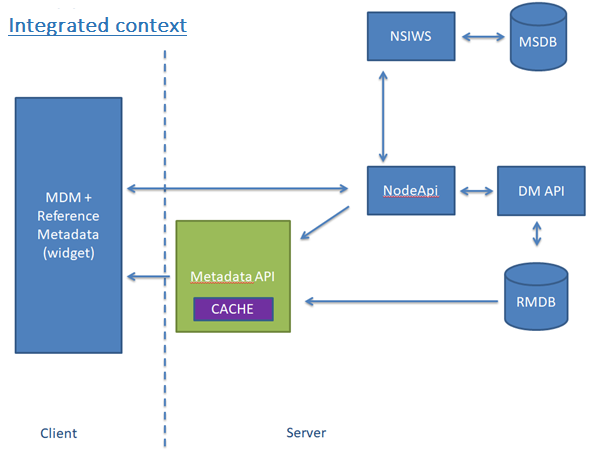 Integrated context
NSIWS
MSDB
MDM +
Reference
Metadata
(widget)
NodeApi
DM API
Metadata API
CACHE
RMDB
Client
Server